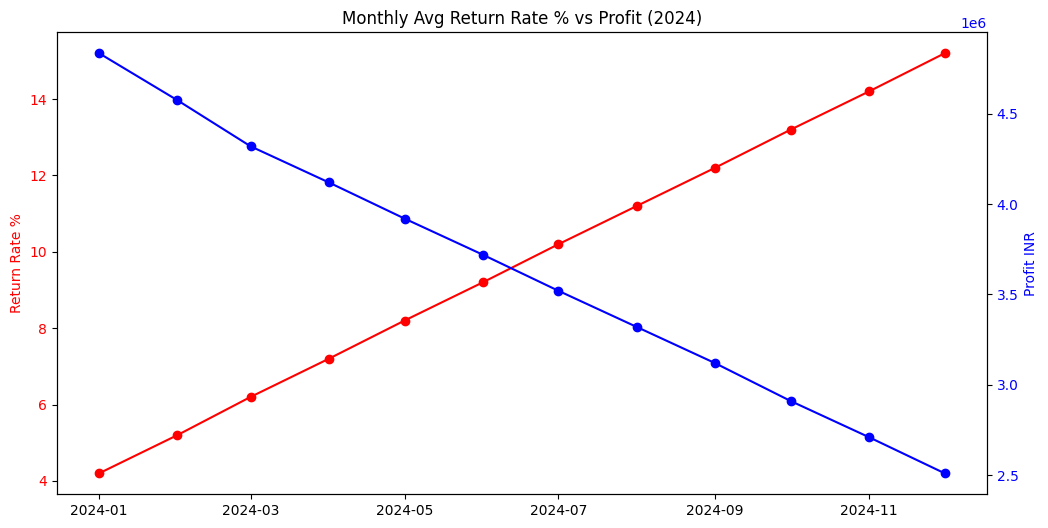 Monthly Avg Return Rate % vs Profit (2024)
1e6
14
12
10
8
6
4
Return Rate %
4.5
4.0
3.5
3.0
2.5
Profit INR
2024-01 2024-03 2024-05 2024-07 2024-09 2024-11